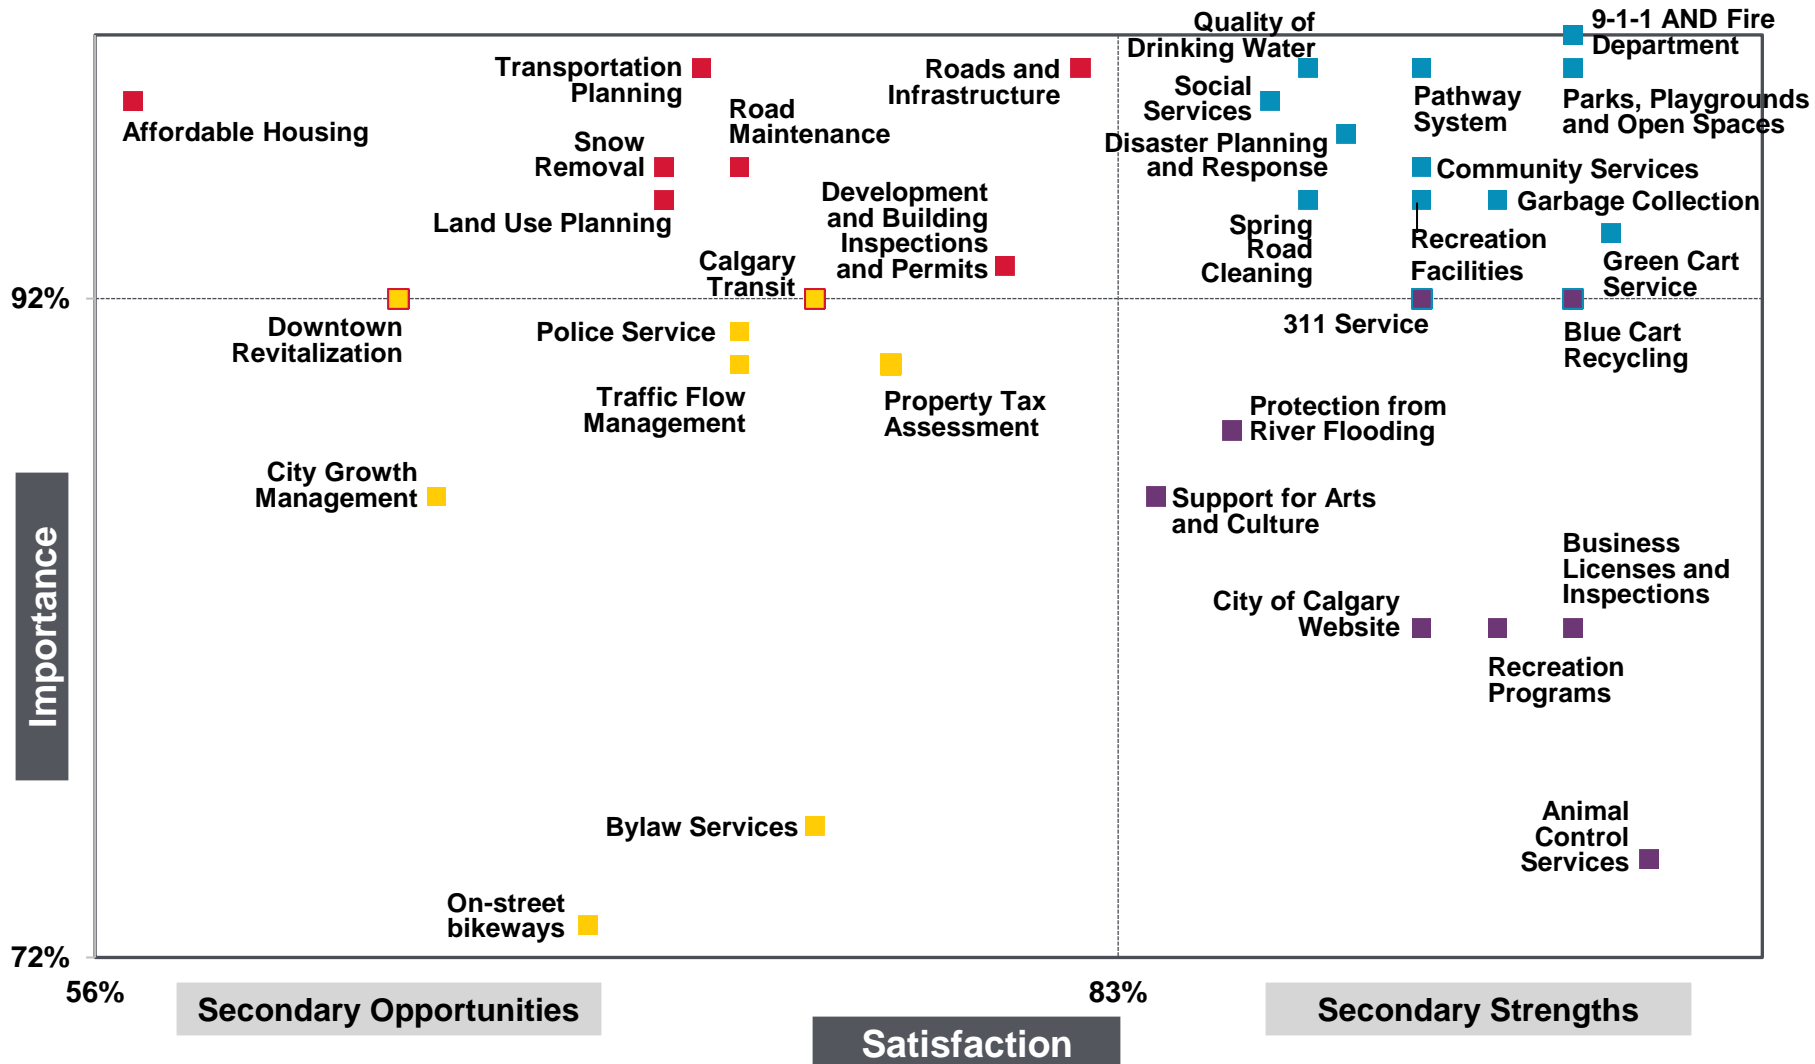 Quality of
Drinking Water
9-1-1 AND Fire
Department
Transportation
Planning
Roads and
Infrastructure
Social
Services
Pathway
System
Parks, Playgrounds
and Open Spaces
Affordable Housing
Road
Maintenance
Snow
Removal
Disaster Planning
and Response
Community Services
Land Use Planning
Development
and Building
Inspections
and Permits
Garbage Collection
Spring
Road
Cleaning
Recreation
Facilities
Green Cart
Service
Calgary
Transit
92%
Downtown
Revitalization
Police Service
311 Service
Blue Cart
Recycling
Traffic Flow
Management
Property Tax
Assessment
Protection from
River Flooding
City Growth
Management
Support for Arts
and Culture
Importance
Business
Licenses and
Inspections
City of Calgary
Website
Recreation
Programs
Bylaw Services
Animal
Control
Services
On-street
bikeways
72%
56%
83%
Secondary Opportunities
Secondary Strengths
Satisfaction